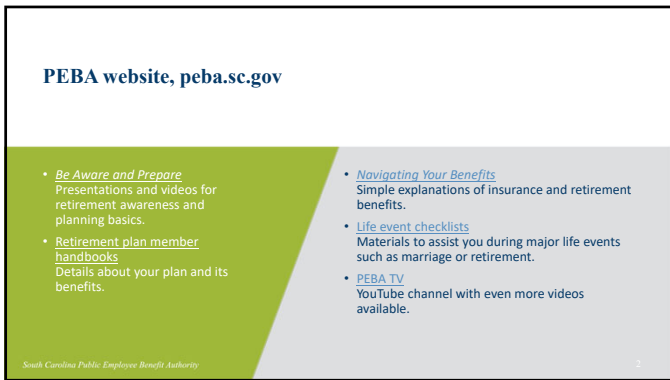 PEBA website, peba.sc.gov
• Be Aware and Prepare
Presentations and videos for
retirement awareness and
planning basics.
• Retirement plan member
handbooks
Details about your plan and its
benefits.
• Navigating Your Benefits
Simple explanations of insurance and retirement
benefits.
• Life event checklists
Materials to assist you during major life events
such as marriage or retirement.
• PEBA TV
YouTube channel with even more videos
available.
South Carolina Public Employee Benefit Authority
2